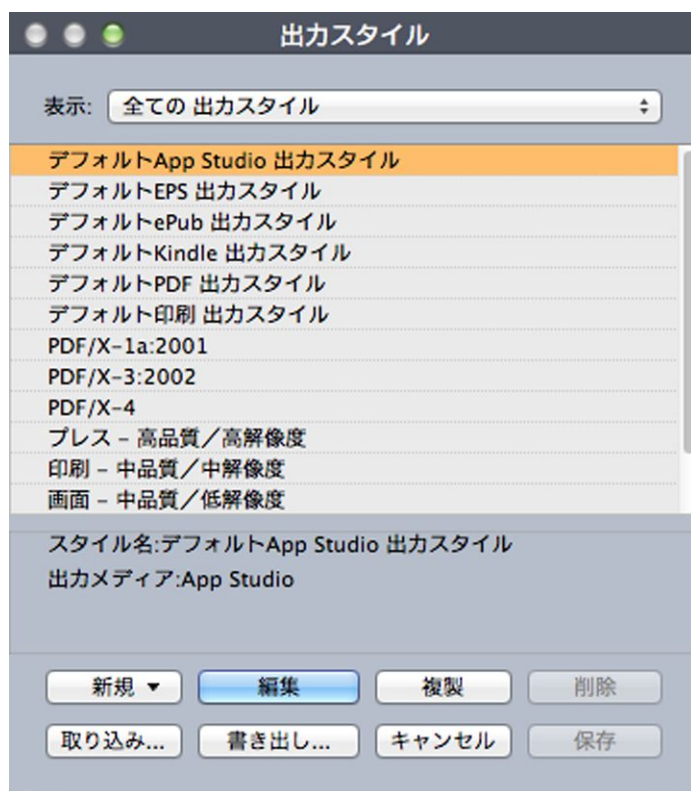 出力スタイル
表示: 全ての 出力スタイル
デフォルトApp Studio 出力スタイル
デフォルトEPS 出力スタイル
デフォルトePub 出力スタイル
デフォルトKindle 出力スタイル
デフォルトPDF 出力スタイル
デフォルト印刷 出力スタイル
PDF/X-1a:2001
PDF/X-3:2002
PDF/X-4
プレス – 高品質／高解像度
印刷 – 中品質／中解像度
画面 – 中品質／低解像度
スタイル名:デフォルトApp Studio 出力スタイル
出力メディア:App Studio
新規 編集 複製 削除
取り込み... 書き出し... キャンセル 保存